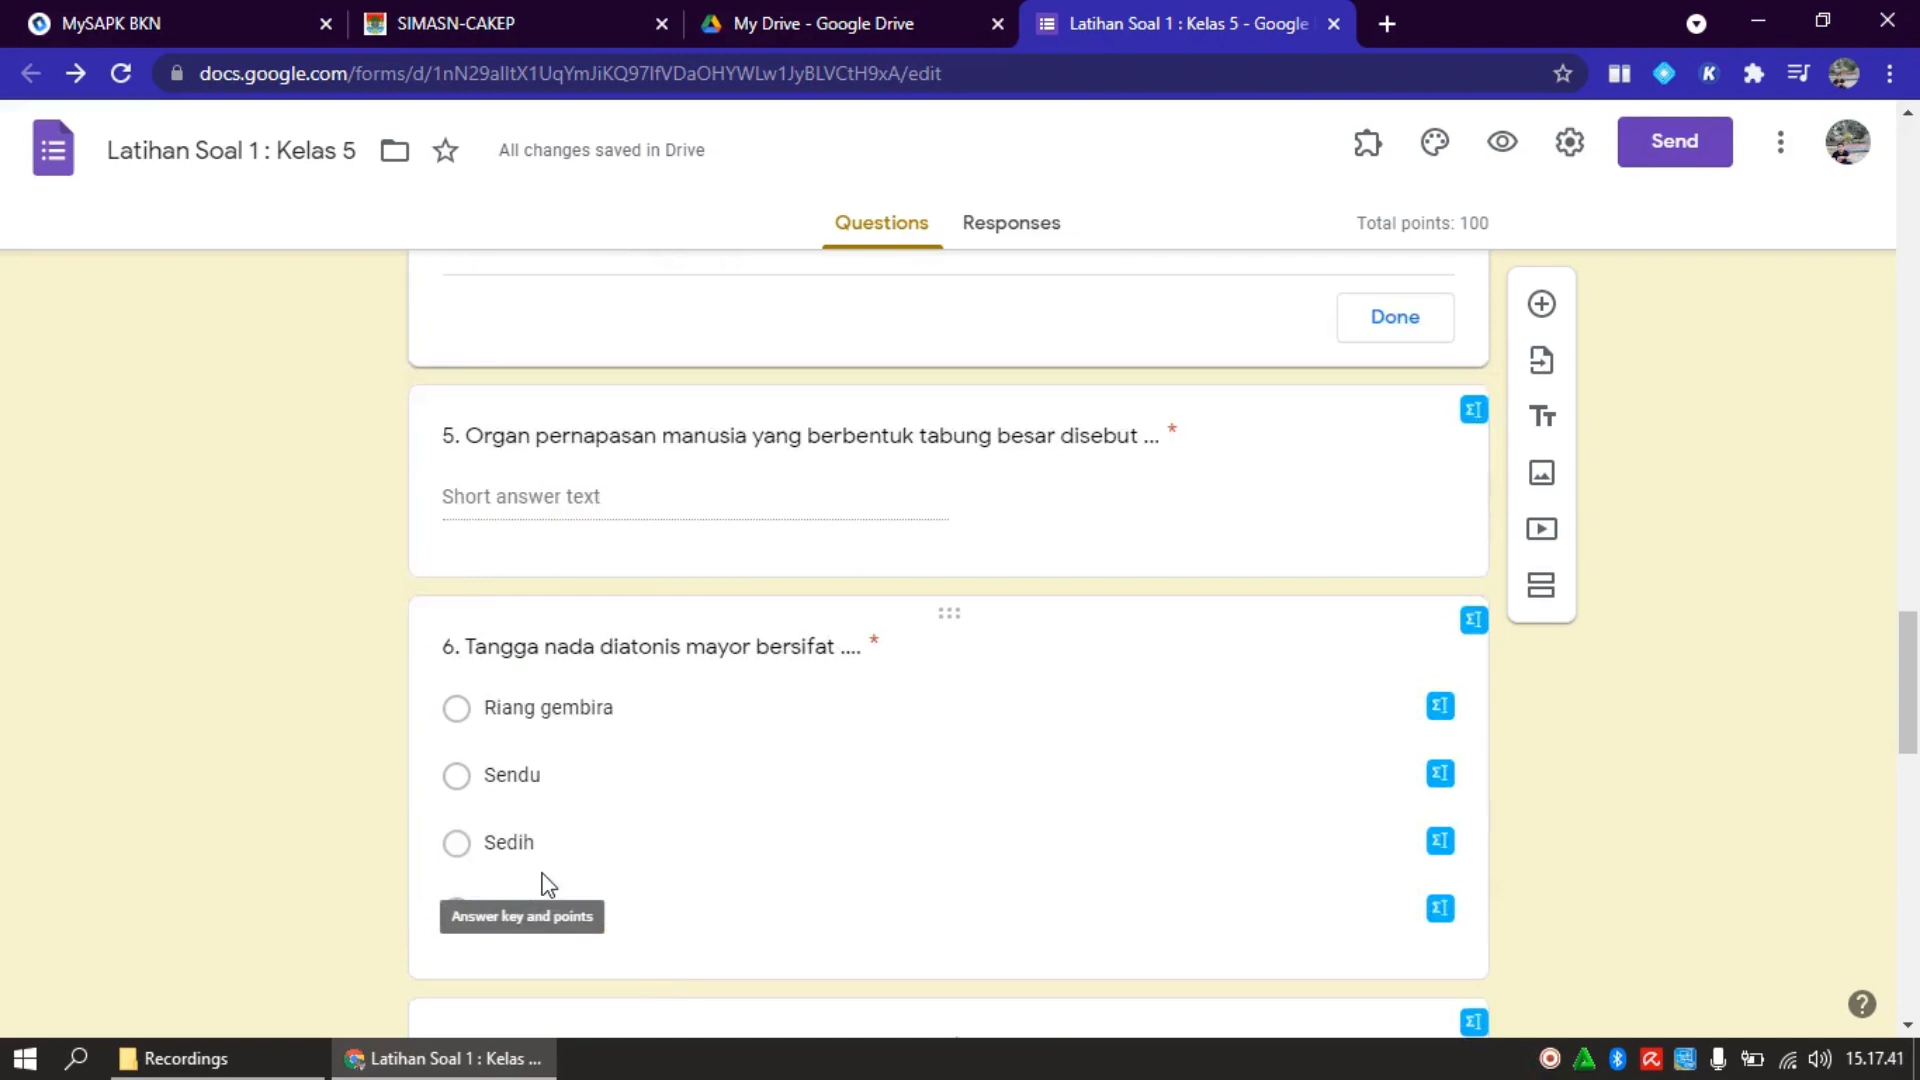 MySAPK BKN
SIMASN-CAKEP
My Drive - Google Drive
Latihan Soal 1 : Kelas 5 - Google
docs.google.com/forms/d/1nN29aIltX1UqYmJiKQ97IfVDaOHYWLw1JyBLVCtH9xA/edit
Latihan Soal 1 : Kelas 5
All changes saved in Drive
Send
Questions
Responses
Total points: 100
Done
5. Organ pernapasan manusia yang berbentuk tabung besar disebut ... *
Short answer text
6. Tangga nada diatonis mayor bersifat .... *
Riang gembira
Sendu
Sedih
Answer key and points
Recordings
Latihan Soal 1 : Kelas ...
15.17.41